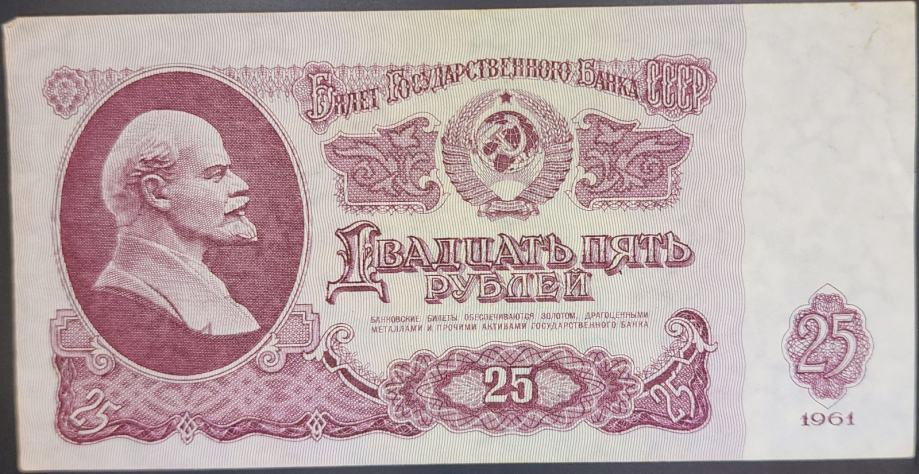 Билет Государственного Банка СССР
Двадцать пять
рублей
БАНКОВСКИЕ БИЛЕТЫ ОБЕСПЕЧИВАЮТСЯ ЗОЛОТОМ, ДРАГОЦЕННЫМИ
МЕТАЛЛАМИ И ПРОЧИМИ АКТИВАМИ ГОСУДАРСТВЕННОГО БАНКА
25
25
25
25
1961